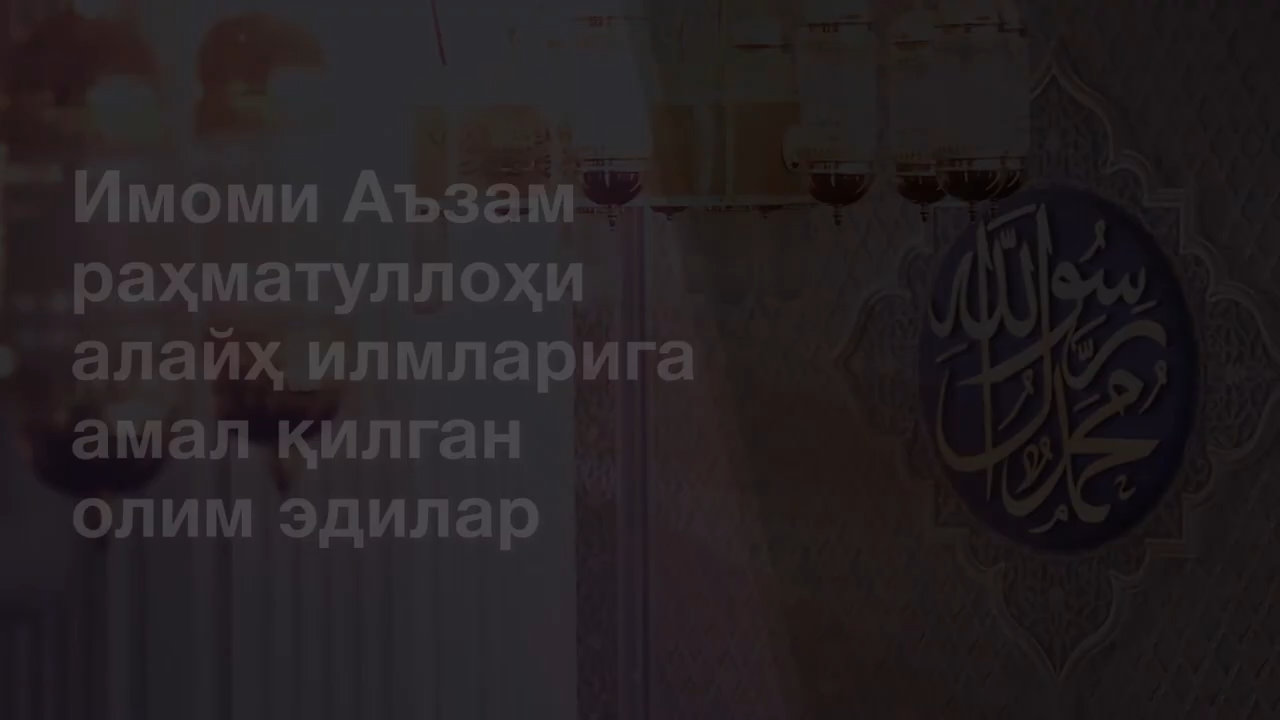 Имоми Аъзам
раҳматуллоҳи
алайҳ илмларига
амал қилган
олим эдилар
محمد رسول الله